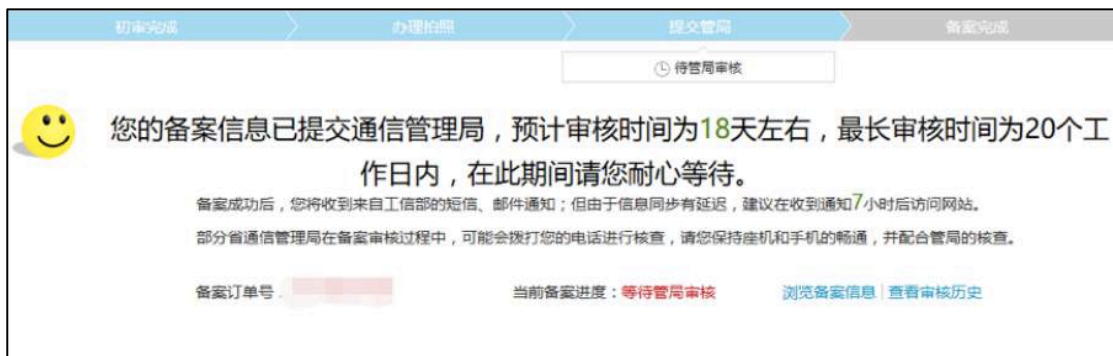 初审完成 办理拍照 提交管局 备案完成
待管局审核
您的备案信息已提交通信管理局，预计审核时间为18天左右，最长审核时间为20个工
作日内，在此期间请您耐心等待。
备案成功后，您将收到来自工信部的短信、邮件通知；但由于信息同步有延迟，建议在收到通知7小时后访问网站。
部分省通信管理局在备案审核过程中，可能会拨打您的电话进行核查，请您保持座机和手机的畅通，并配合管局的核查。
备案订单号 当前备案进度：等待管局审核 浏览备案信息 | 查看审核历史